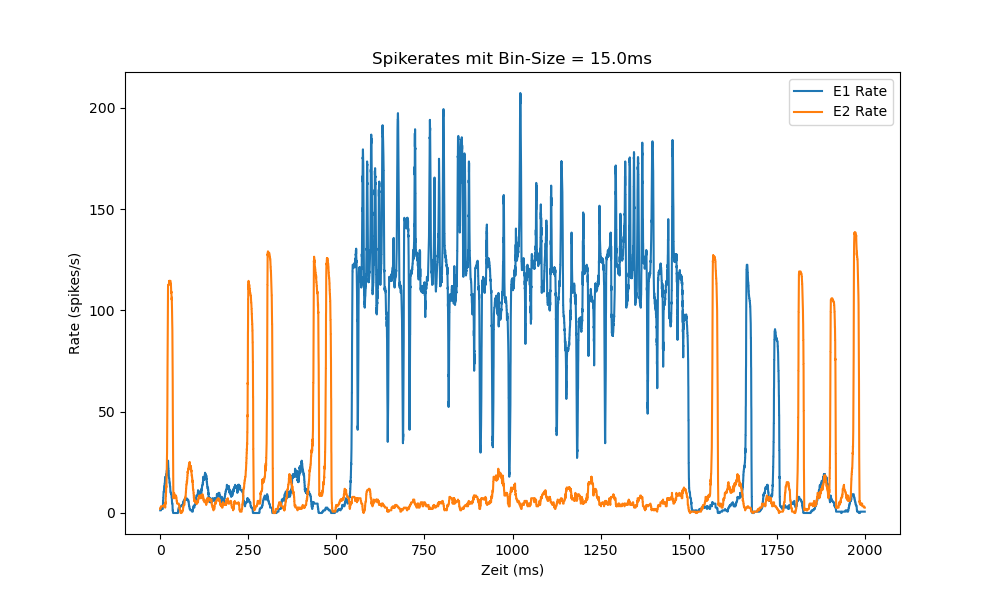 Spikerates mit Bin-Size = 15.0ms
E1 Rate
E2 Rate
Rate (spikes/s)
200
150
100
50
0
0 250 500 750 1000 1250 1500 1750 2000
Zeit (ms)